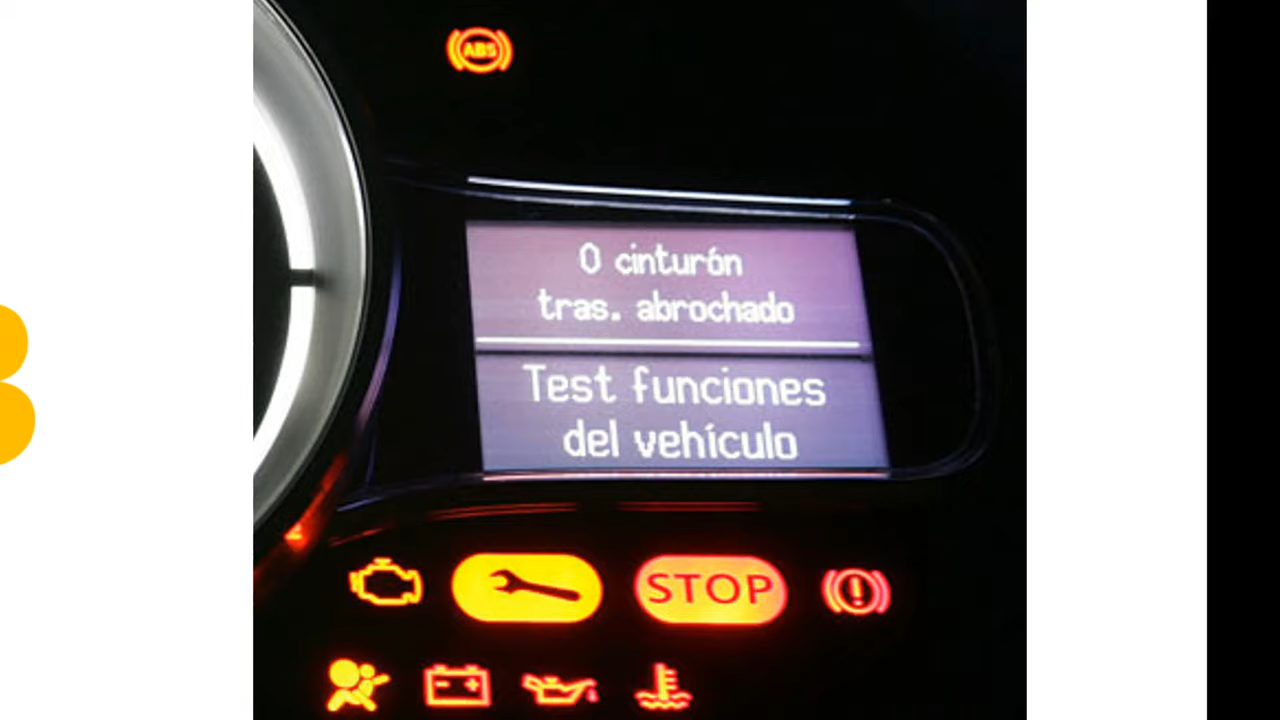 ABS
0 cinturón
tras. abrochado
Test funciones
del vehículo
STOP